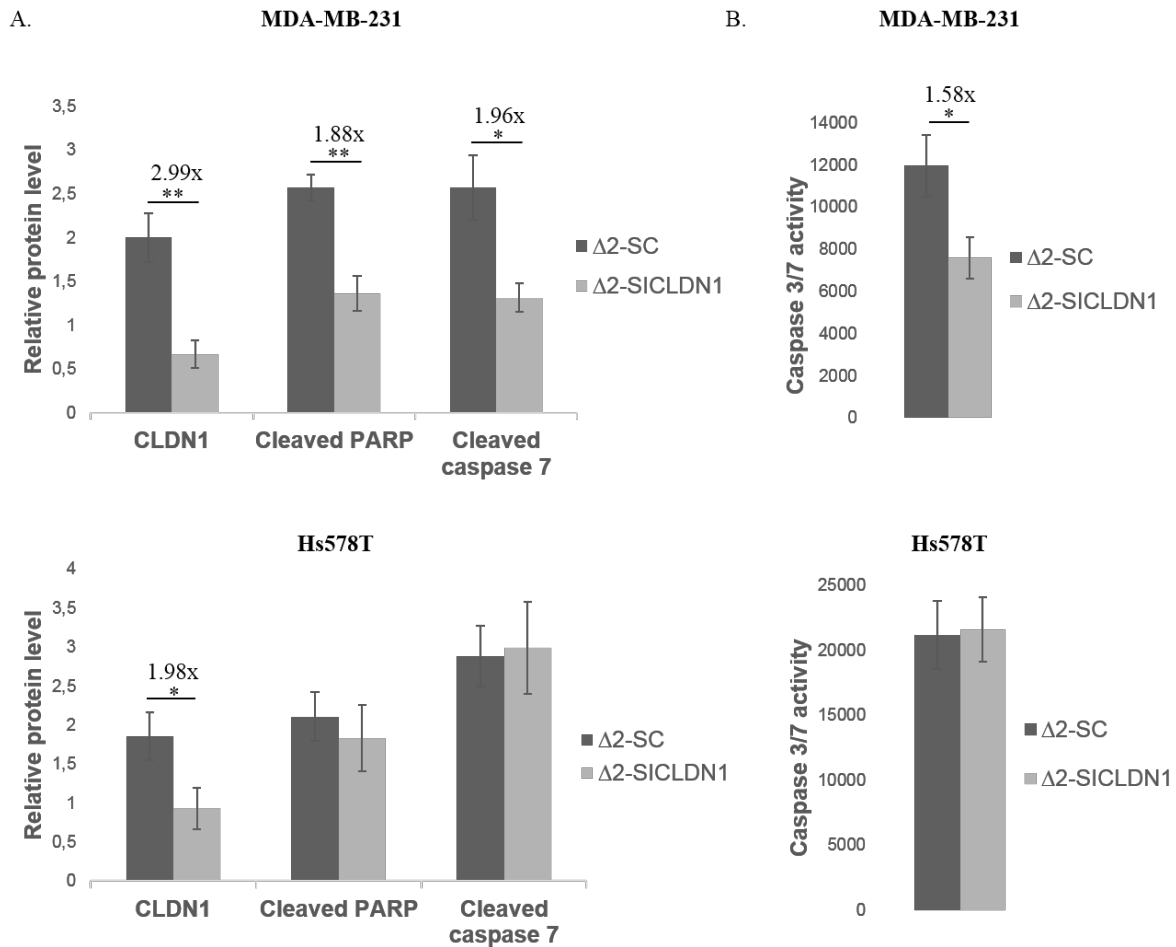 A.
MDA-MB-231
Relative protein level
3,5
3
2,5
2
1,5
1
0,5
0
2.99x
**
1.88x
**
1.96x
*
CLDN1
Cleaved PARP
Cleaved
caspase 7
Δ2-SC
Δ2-SICLDN1
B.
MDA-MB-231
Caspase 3/7 activity
14000
12000
10000
8000
6000
4000
2000
0
1.58x
*
Δ2-SC
Δ2-SICLDN1
Hs578T
Relative protein level
4
3,5
3
2,5
2
1,5
1
0,5
0
1.98x
*
CLDN1
Cleaved PARP
Cleaved
caspase 7
Δ2-SC
Δ2-SICLDN1
Hs578T
Caspase 3/7 activity
25000
20000
15000
10000
5000
0
Δ2-SC
Δ2-SICLDN1